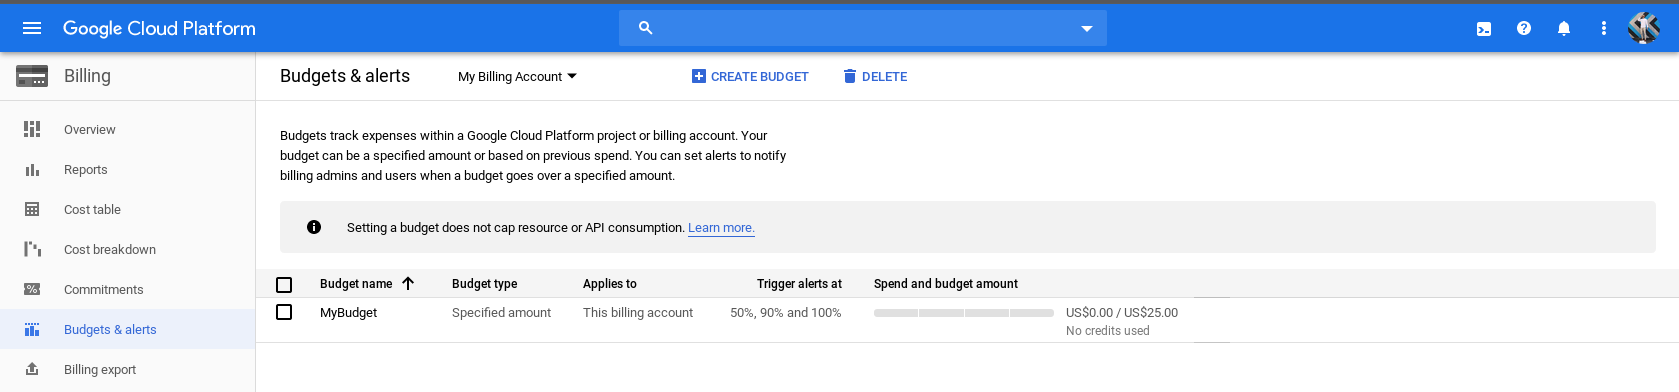 Google Cloud Platform
Billing
Budgets & alerts
My Billing Account
CREATE BUDGET
DELETE
Overview
Reports
Cost table
Cost breakdown
Commitments
Budgets & alerts
Billing export
Budgets track expenses within a Google Cloud Platform project or billing account. Your
budget can be a specified amount or based on previous spend. You can set alerts to notify
billing admins and users when a budget goes over a specified amount.
Setting a budget does not cap resource or API consumption. Learn more.
Budget name Budget type Applies to Trigger alerts at Spend and budget amount
MyBudget Specified amount This billing account 50%, 90% and 100% US$0.00 / US$25.00
No credits used